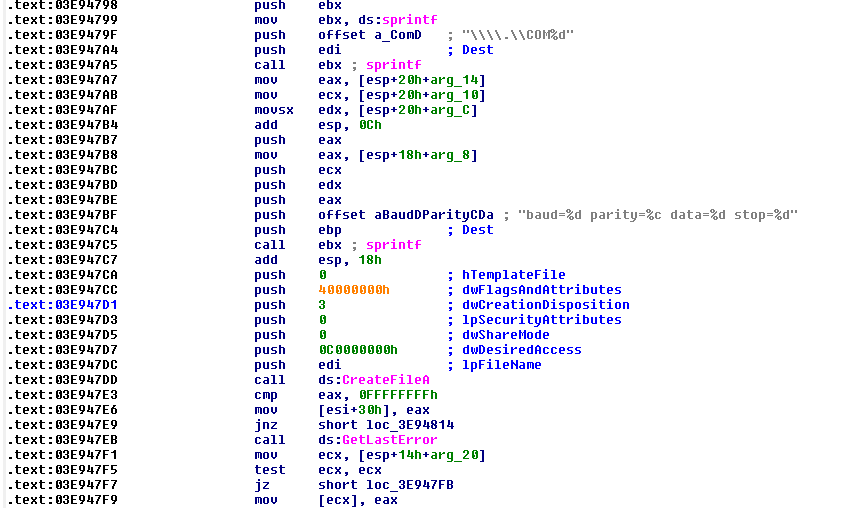 .text:03E94798 push ebx
.text:03E94799 mov ebx, ds:sprintf
.text:03E9479F push offset a_ComD ; "\\\\.\\COM%d"
.text:03E947A4 push edi ; Dest
.text:03E947A5 call ebx ; sprintf
.text:03E947A7 mov eax, [esp+20h+arg_14]
.text:03E947AB mov ecx, [esp+20h+arg_10]
.text:03E947AF movsx edx, [esp+20h+arg_C]
.text:03E947B4 add esp, 0Ch
.text:03E947B7 push eax
.text:03E947B8 mov eax, [esp+18h+arg_8]
.text:03E947BC push ecx
.text:03E947BD push edx
.text:03E947BE push eax
.text:03E947BF push offset aBaudDParityCDa ; "baud=%d parity=%c data=%d stop=%d"
.text:03E947C4 push ebp ; Dest
.text:03E947C5 call ebx ; sprintf
.text:03E947C7 add esp, 18h
.text:03E947CA push 0 ; hTemplateFile
.text:03E947CC push 40000000h ; dwFlagsAndAttributes
.text:03E947D1 push 3 ; dwCreationDisposition
.text:03E947D3 push 0 ; lpSecurityAttributes
.text:03E947D5 push 0 ; dwShareMode
.text:03E947D7 push 0C0000000h ; dwDesiredAccess
.text:03E947DC push edi ; lpFileName
.text:03E947DD call ds:CreateFileA
.text:03E947E3 cmp eax, 0FFFFFFFFh
.text:03E947E6 mov [esi+30h], eax
.text:03E947E9 jnz short loc_3E94814
.text:03E947EB call ds:GetLastError
.text:03E947F1 mov ecx, [esp+14h+arg_20]
.text:03E947F5 test ecx, ecx
.text:03E947F7 jz short loc_3E947FB
.text:03E947F9 mov [ecx], eax